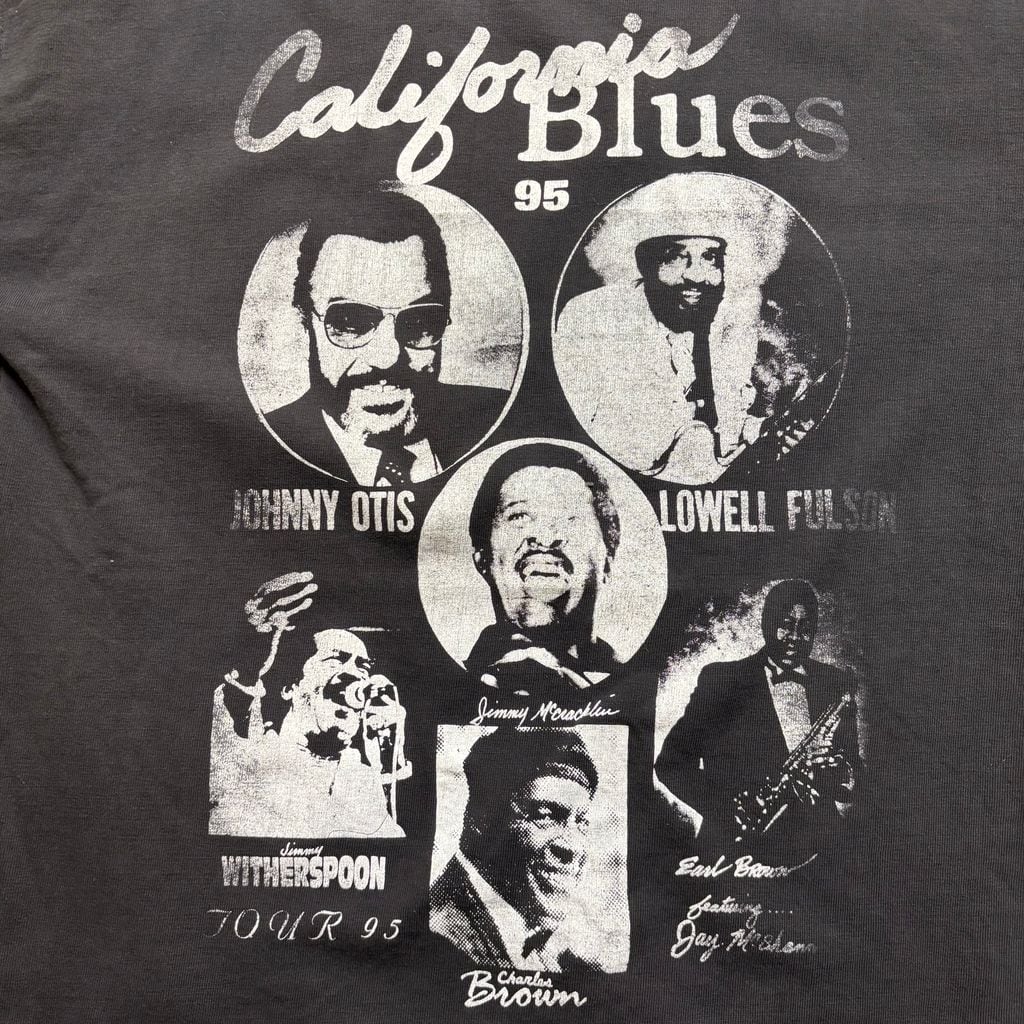 California
Blues
95
JOHNNY OTIS
LOWELL FULSON
Jimmy McCracklin
Jimmy
WITHERSPOON
TOUR 95
Charles
Brown
Earl Brown
featuring.....
Jay McShann